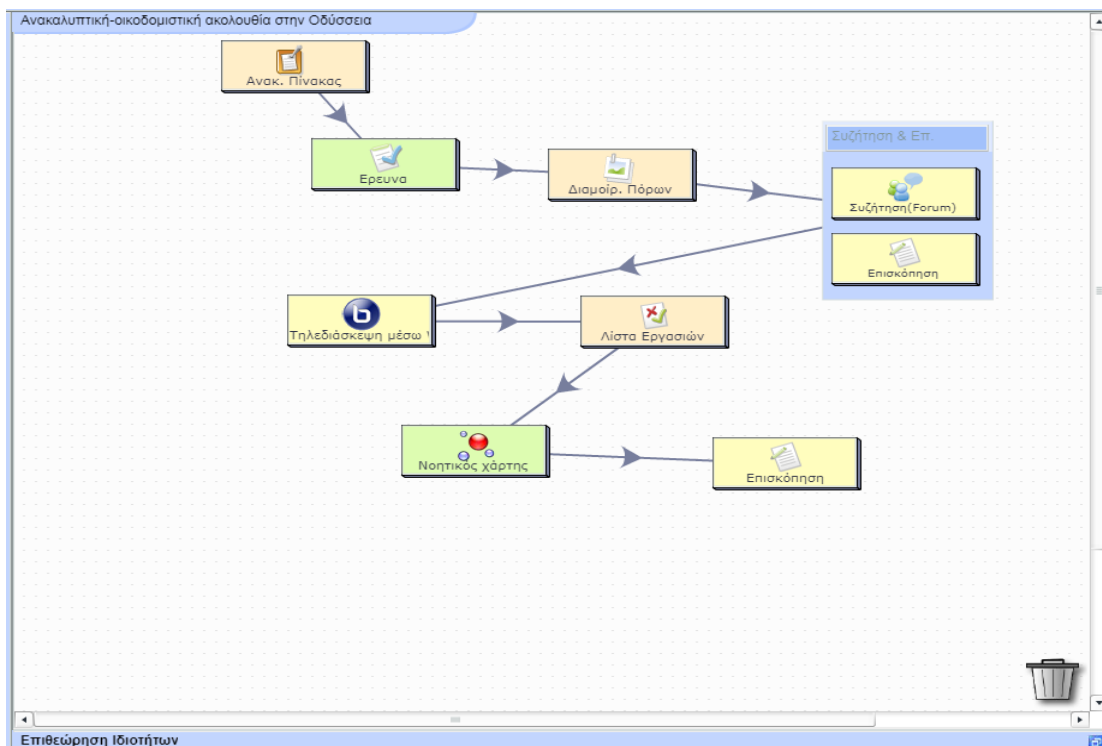 Ανακαλυπτική-οικοδομιστική ακολουθία στην Οδύσσεια
Ανακ. Πίνακας
Ερευνα
Διαμοίρ. Πόρων
Συζήτηση & Επ.
Συζήτηση(Forum)
Επισκόπηση
Τηλεδιάσκεψη μέσω
Λίστα Εργασιών
Νοητικός χάρτης
Επισκόπηση
Επιθεώρηση Ιδιοτήτων